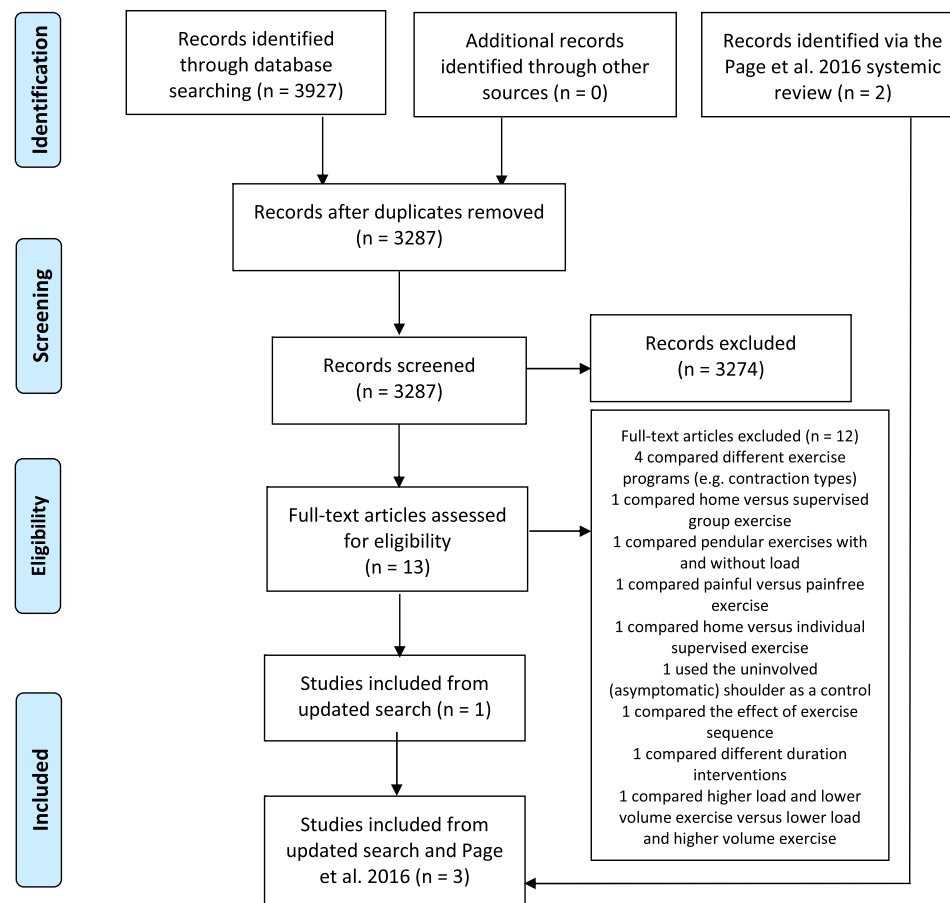 Identification
Records identified
through database
searching (n = 3927)
Additional records
identified through other
sources (n = 0)
Records identified via the
Page et al. 2016 systemic
review (n = 2)
Records after duplicates removed
(n = 3287)
Screening
Records screened
(n = 3287)
Records excluded
(n = 3274)
Eligibility
Full-text articles assessed
for eligibility
(n = 13)
Full-text articles excluded (n = 12)
4 compared different exercise
programs (e.g. contraction types)
1 compared home versus supervised
group exercise
1 compared pendular exercises with
and without load
1 compared painful versus painfree
exercise
1 compared home versus individual
supervised exercise
1 used the uninvolved
(asymptomatic) shoulder as a control
1 compared the effect of exercise
sequence
1 compared different duration
interventions
1 compared higher load and lower
volume exercise versus lower load
and higher volume exercise
Included
Studies included from
updated search (n = 1)
Studies included from
updated search and Page
et al. 2016 (n = 3)